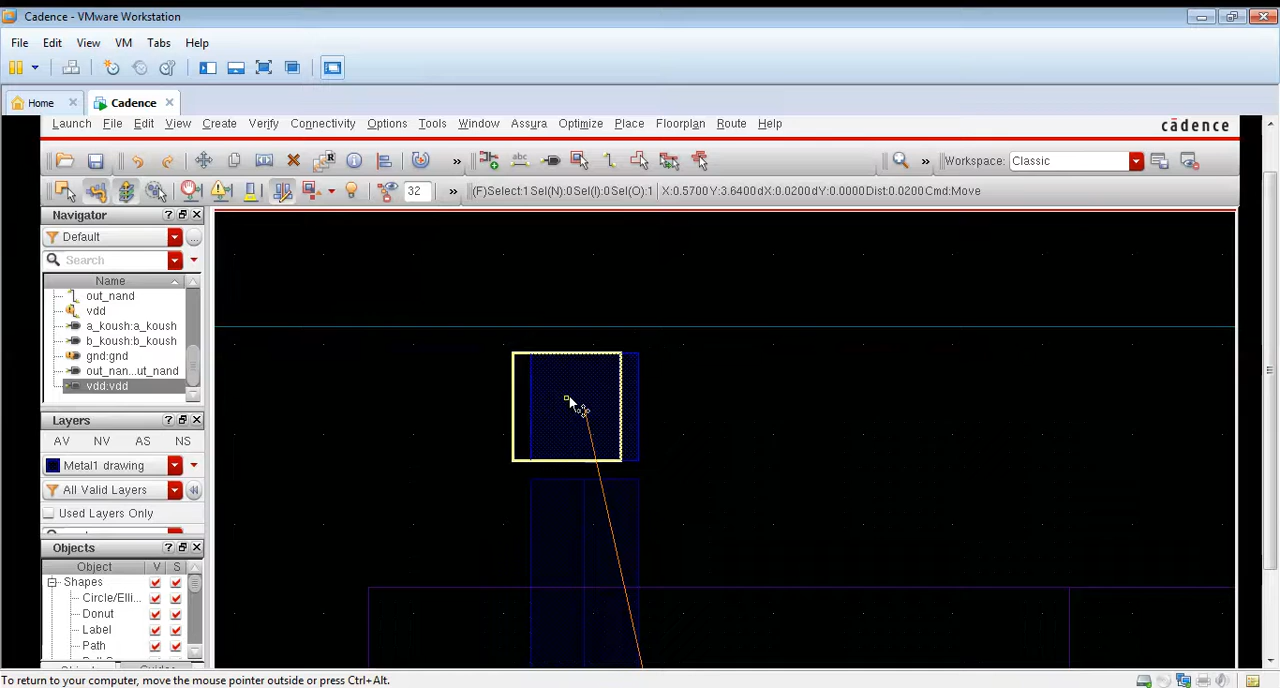 Cadence - VMware Workstation
File Edit View VM Tabs Help
Home Cadence
Launch File Edit View Create Verify Connectivity Options Tools Window Assura Optimize Place Floorplan Route Help
cādence
abc R » » Workspace: Classic
32 » (F)Select:1 Sel(N):0 Sel(I):0 Sel(O):1 X:0.5700 Y:3.6400 dX:0.0200 dY:0.0000 Dist:0.0200 Cmd:Move
Navigator
Default
Search
Name
out_nand
vdd
a_koush:a_koush
b_koush:b_koush
gnd:gnd
out_nan...ut_nand
vdd:vdd
Layers
AV NV AS NS
Metal1 drawing
All Valid Layers
Used Layers Only
Objects
Object V S
Shapes
Circle/Elli...
Donut
Label
Path
To return to your computer, move the mouse pointer outside or press Ctrl+Alt.